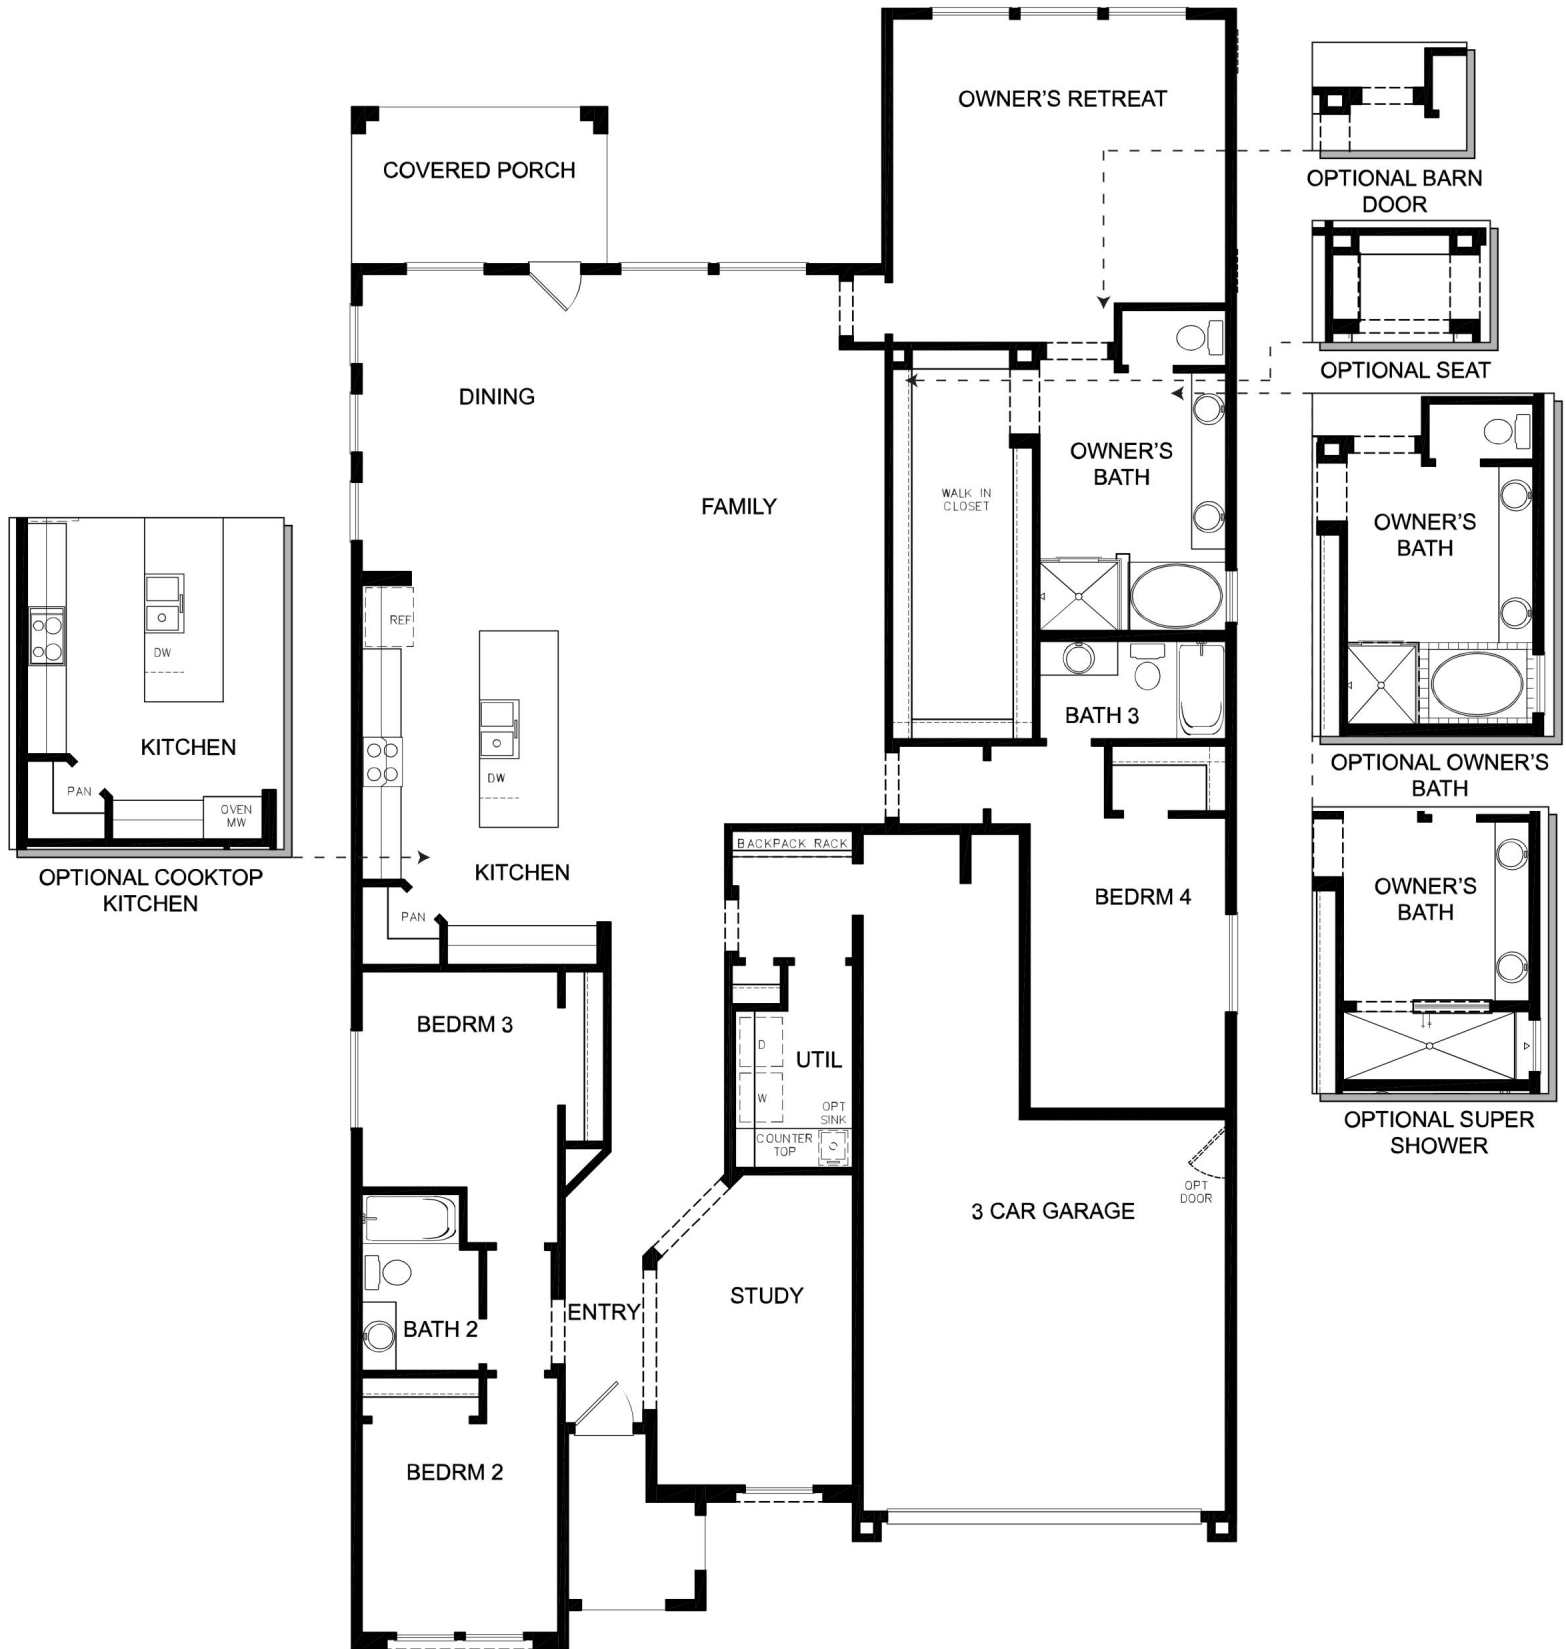 OWNER'S RETREAT
COVERED PORCH
OPTIONAL BARN
DOOR
OPTIONAL SEAT
DINING
FAMILY
WALK IN
CLOSET
OWNER'S
BATH
OWNER'S
BATH
OPTIONAL OWNER'S
BATH
REF
DW
KITCHEN
PAN
OVEN
MW
OPTIONAL COOKTOP
KITCHEN
DW
KITCHEN
PAN
BATH 3
BACKPACK RACK
BEDRM 4
OWNER'S
BATH
OPTIONAL SUPER
SHOWER
BEDRM 3
D
W
UTIL
OPT
SINK
COUNTER
TOP
OPT
DOOR
3 CAR GARAGE
STUDY
ENTRY
BATH 2
BEDRM 2